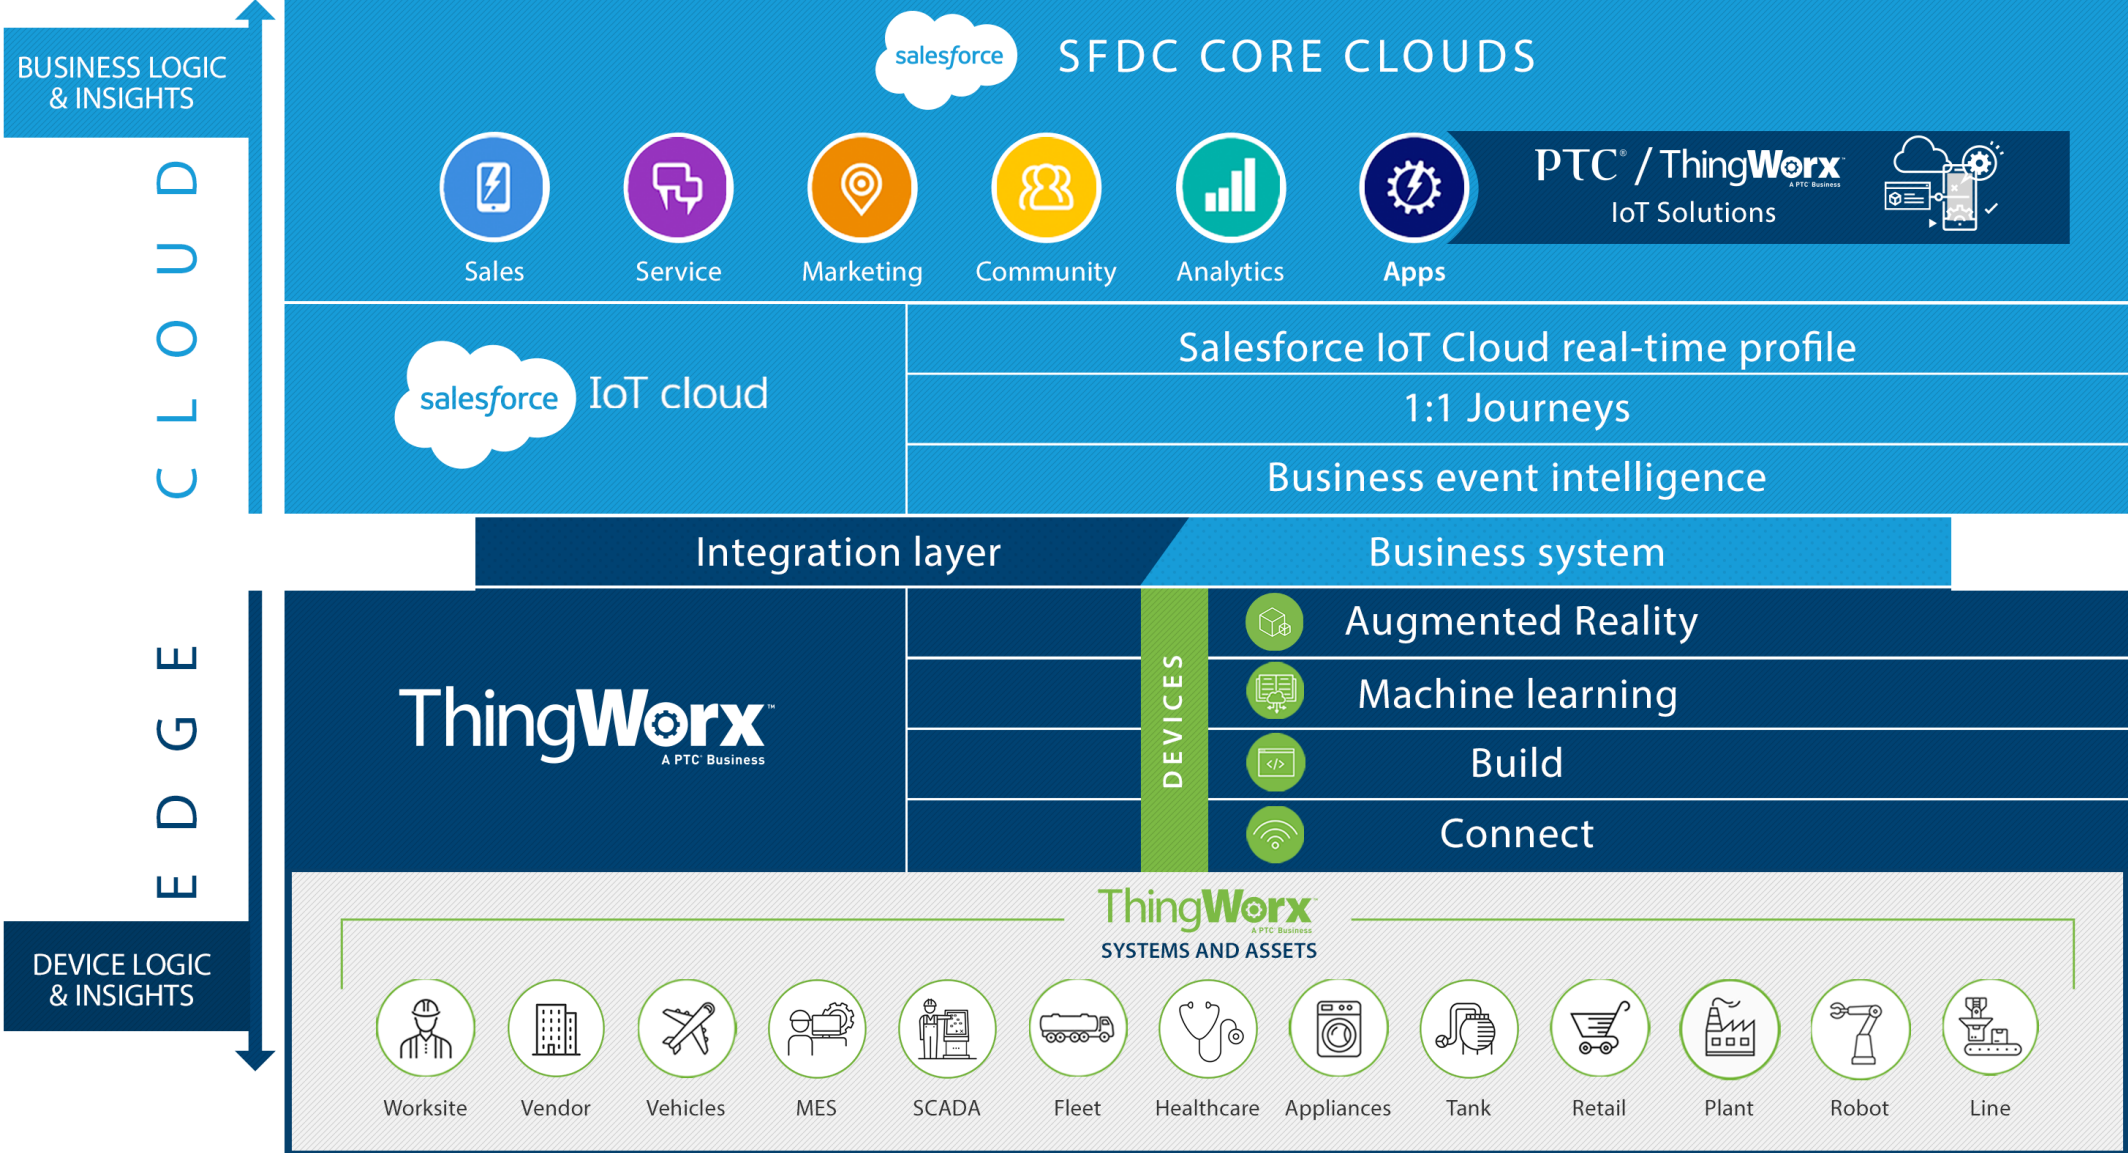 BUSINESS LOGIC
& INSIGHTS
CLOUD
EDGE
DEVICE LOGIC
& INSIGHTS
salesforce SFDC CORE CLOUDS
PTC® / ThingWorx™
A PTC Business
IoT Solutions
Sales Service Marketing Community Analytics Apps
salesforce IoT cloud
Salesforce IoT Cloud real-time profile
1:1 Journeys
Business event intelligence
Integration layer Business system
ThingWorx™
A PTC® Business
DEVICES
Augmented Reality
Machine learning
</> Build
Connect
ThingWorx™
A PTC® Business
SYSTEMS AND ASSETS
Worksite Vendor Vehicles MES SCADA Fleet Healthcare Appliances Tank Retail Plant Robot Line